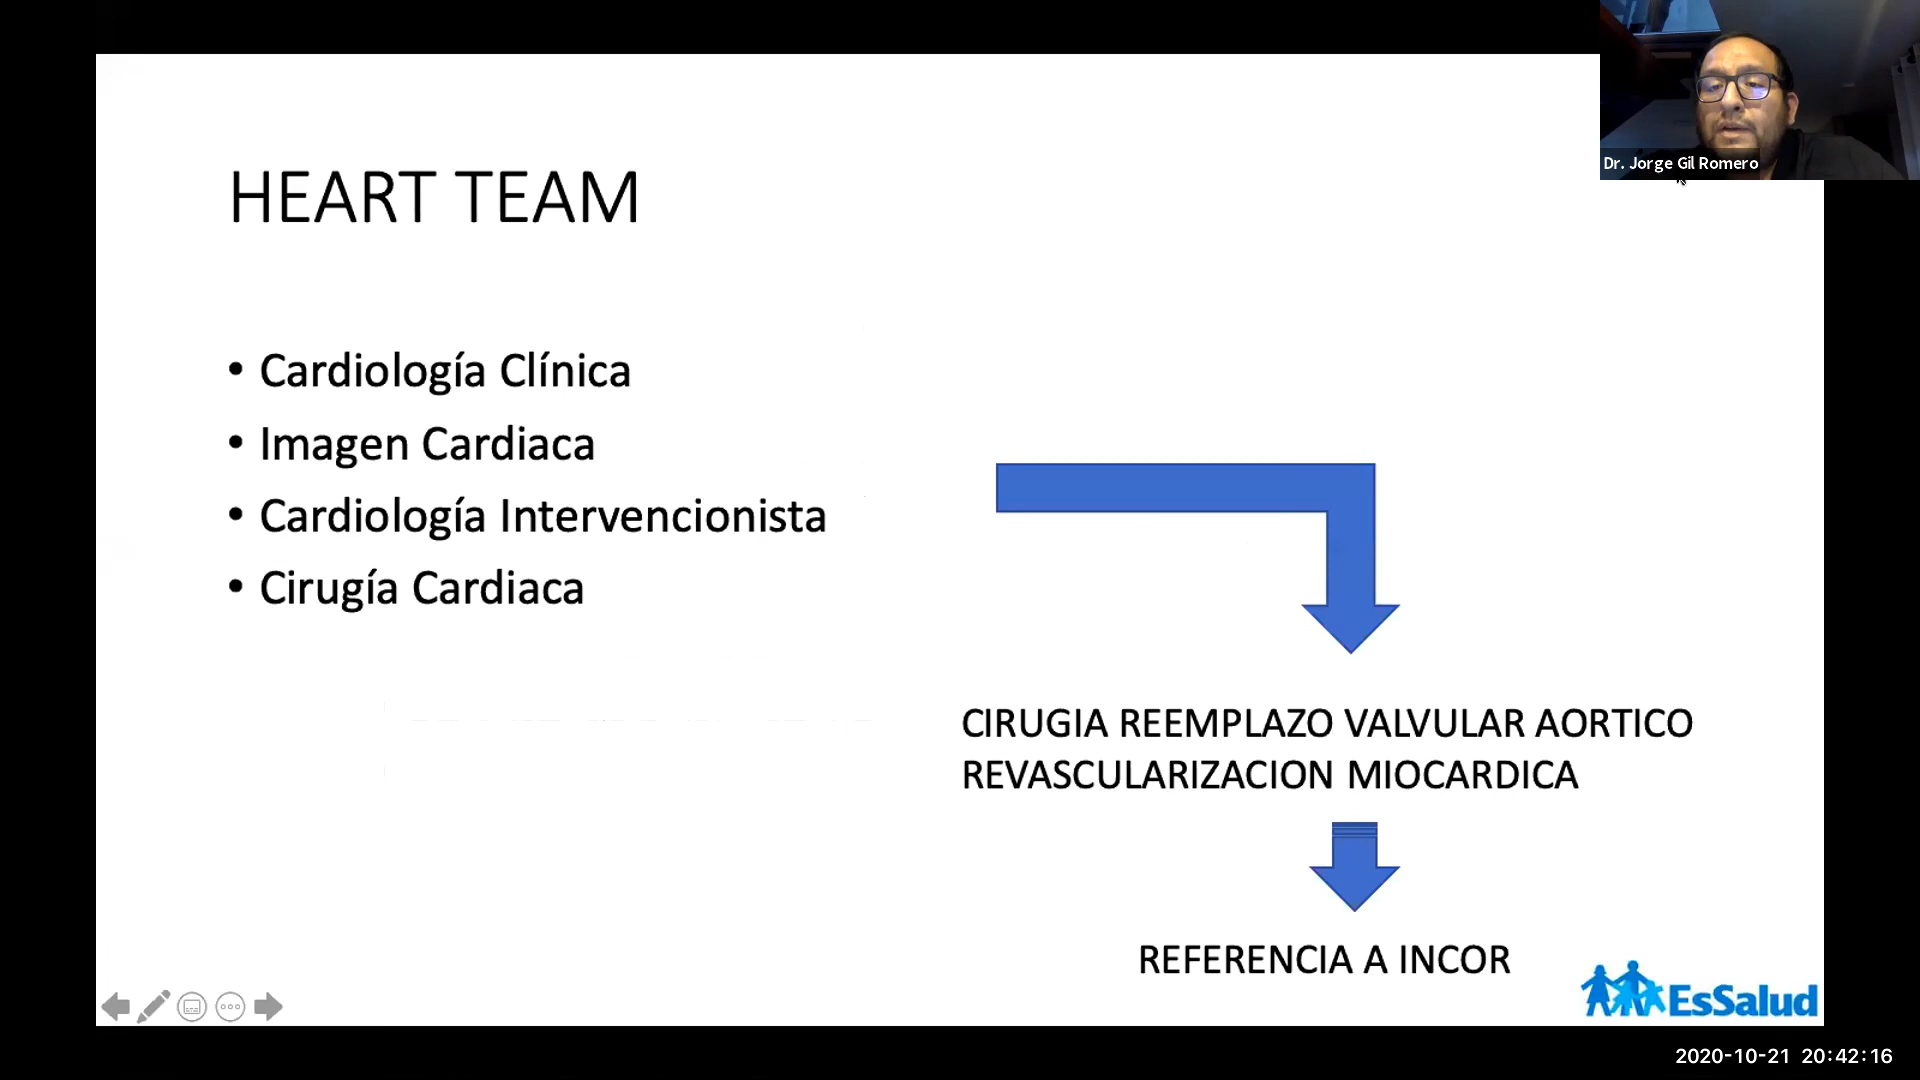 Dr. Jorge Gil Romero
HEART TEAM
• Cardiología Clínica
• Imagen Cardiaca
• Cardiología Intervencionista
• Cirugía Cardiaca
CIRUGIA REEMPLAZO VALVULAR AORTICO
REVASCULARIZACION MIOCARDICA
REFERENCIA A INCOR
EsSalud
2020-10-21 20:42:16